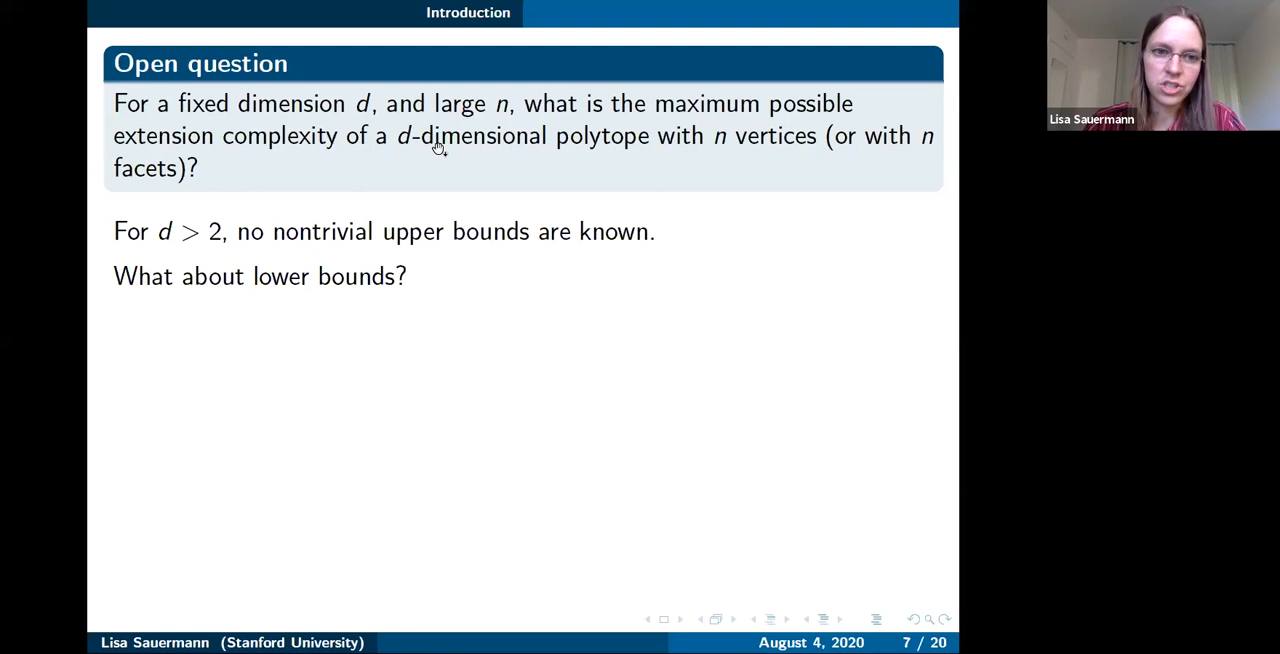 Introduction
Open question
For a fixed dimension d, and large n, what is the maximum possible
extension complexity of a d-dimensional polytope with n vertices (or with n
facets)?
For d > 2, no nontrivial upper bounds are known.
What about lower bounds?
Lisa Sauermann (Stanford University)
August 4, 2020
7 / 20
Lisa Sauermann